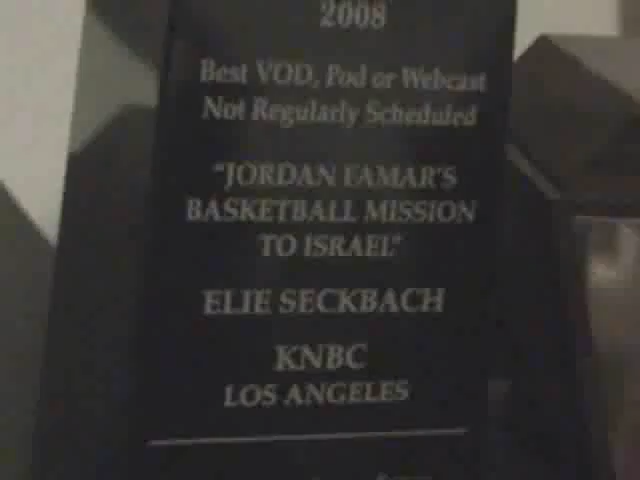 2008
Best VOD, Pod or Webcast
Not Regularly Scheduled
"JORDAN FAMAR'S
BASKETBALL MISSION
TO ISRAEL"
ELIE SECKBACH
KNBC
LOS ANGELES